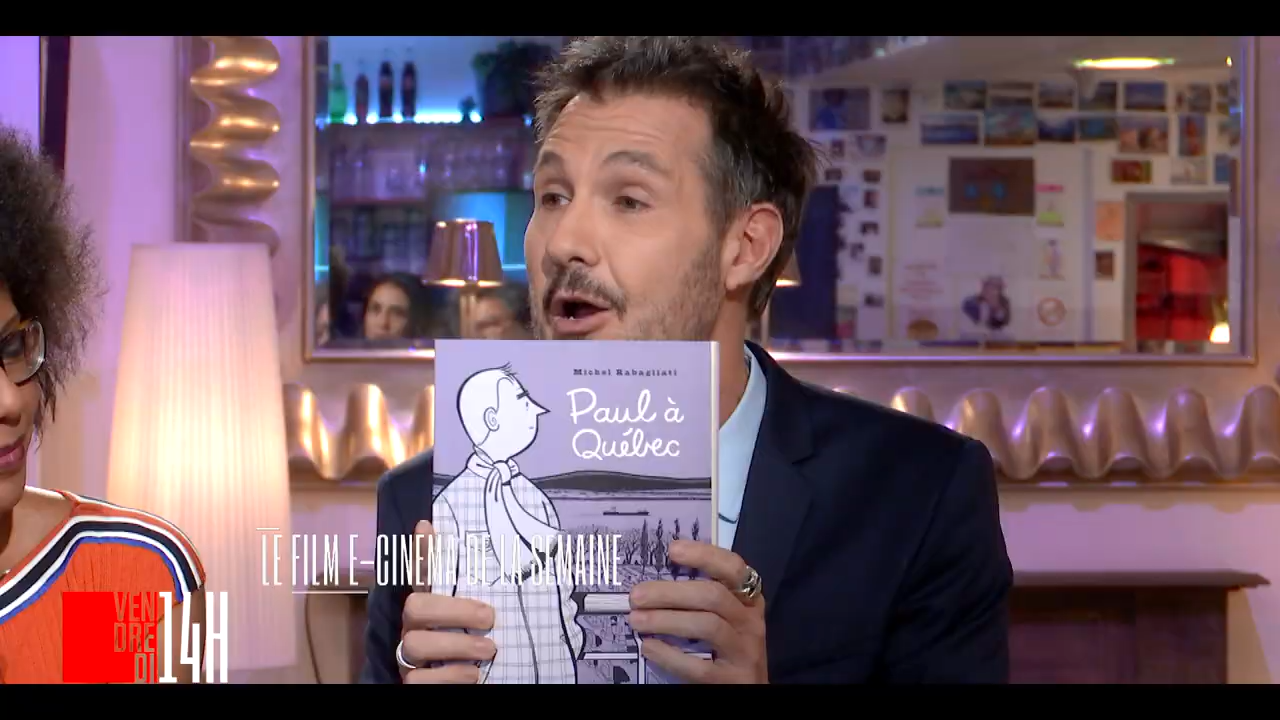 Michel Rabagliati
Paul à
Québec
LE FILM E-CINEMA DE LA SEMAINE
VEN
DRE
DI
14H